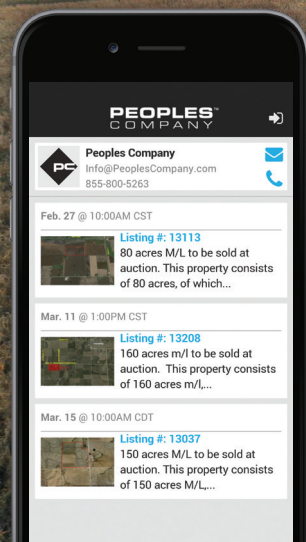 PEOPLES™
COMPANY
PC
Peoples Company
Info@PeoplesCompany.com
855-800-5263
Feb. 27 @ 10:00AM CST
Listing #: 13113
80 acres M/L to be sold at
auction. This property consists
of 80 acres, of which...
Mar. 11 @ 1:00PM CST
Listing #: 13208
160 acres m/l to be sold at
auction.  This property consists
of 160 acres m/l,...
Mar. 15 @ 10:00AM CDT
Listing #: 13037
150 acres M/L to be sold at
auction. This property consists
of 150 acres M/L,...